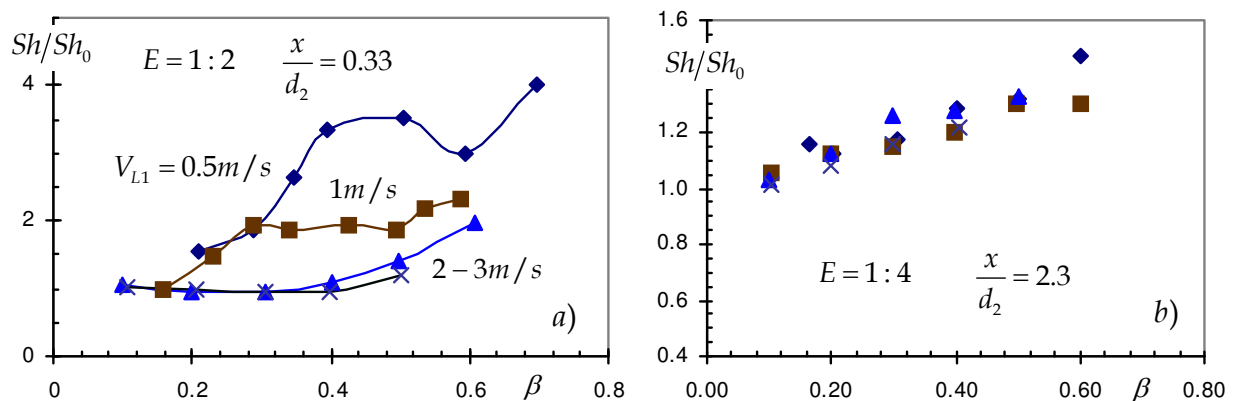 Sh/Sh₀
E = 1 : 2
x/d₂ = 0.33
4
V_L1 = 0.5m/s
1m/s
2
2 − 3m/s
a)
0
0 0.2 0.4 0.6 β 0.8
1.6
Sh/Sh₀
1.4
1.2
1.0
0.8
E = 1 : 4
x/d₂ = 2.3
0.6
b)
0.4
0.00 0.20 0.40 0.60 β 0.80